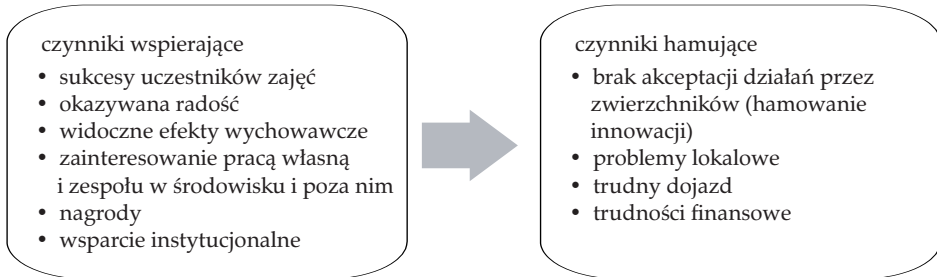 czynniki wspierające
• sukcesy uczestników zajęć
• okazywana radość
• widoczne efekty wychowawcze
• zainteresowanie pracą własną
i zespołu w środowisku i poza nim
• nagrody
• wsparcie instytucjonalne
czynniki hamujące
• brak akceptacji działań przez
zwierzchników (hamowanie
innowacji)
• problemy lokalowe
• trudny dojazd
• trudności finansowe